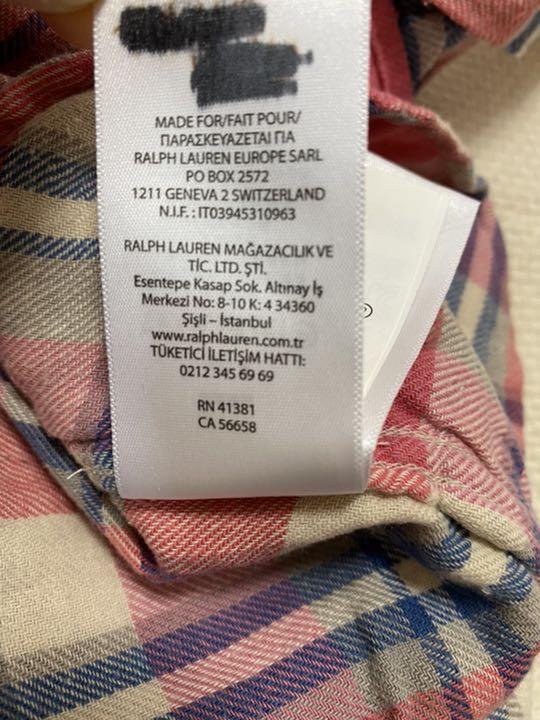 MADE FOR/FAIT POUR/
ΠΑΡΑΣΚΕΥΑΖΕΤΑΙ ΓΙΑ
RALPH LAUREN EUROPE SARL
PO BOX 2572
1211 GENEVA 2 SWITZERLAND
N.I.F. : IT03945310963
RALPH LAUREN MAĞAZACILIK VE
TİC. LTD. ŞTİ.
Esentepe Kasap Sok. Altınay İş
Merkezi No: 8-10 K: 4 34360
Şişli – İstanbul
www.ralphlauren.com.tr
TÜKETİCİ İLETİŞİM HATTI:
0212 345 69 69
RN 41381
CA 56658